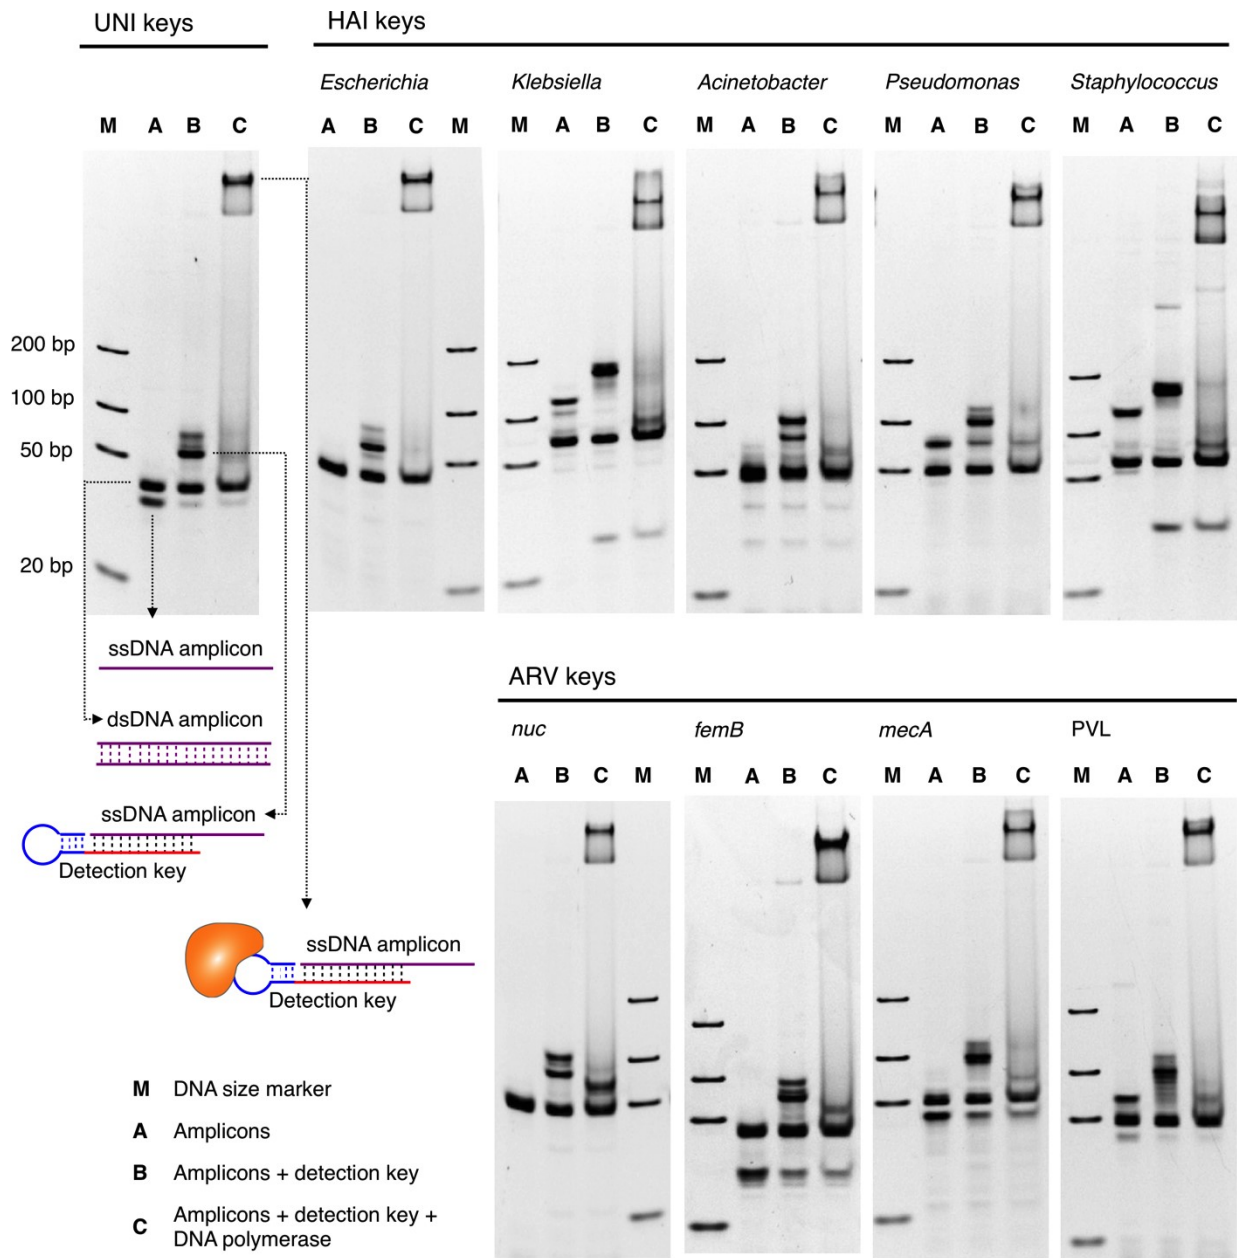 UNI keys
HAI keys
Escherichia
Klebsiella
Acinetobacter
Pseudomonas
Staphylococcus
M A B C
A B C M
M A B C
M A B C
M A B C
M A B C
200 bp
100 bp
50 bp
20 bp
ssDNA amplicon
dsDNA amplicon
ssDNA amplicon
Detection key
ssDNA amplicon
Detection key
ARV keys
nuc
femB
mecA
PVL
A B C M
M A B C
M A B C
M A B C
M DNA size marker
A Amplicons
B Amplicons + detection key
C Amplicons + detection key +
DNA polymerase